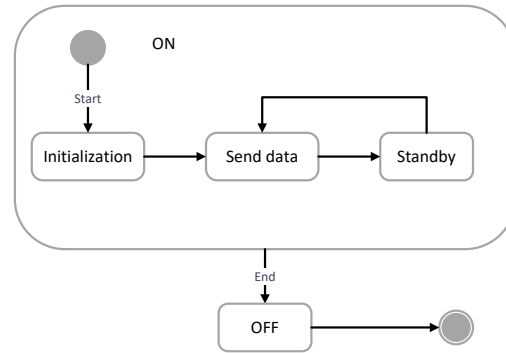 ON
Start
Initialization
Send data
Standby
End
OFF